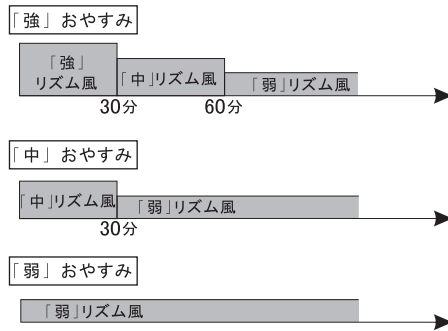 「強」おやすみ
「強」
リズム風
「中」リズム風
「弱」リズム風
30分
60分
「中」おやすみ
「中」リズム風
「弱」リズム風
30分
「弱」おやすみ
「弱」リズム風